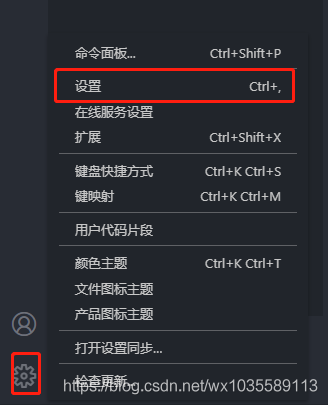 命令面板... Ctrl+Shift+P
设置 Ctrl+,
在线服务设置
扩展 Ctrl+Shift+X
键盘快捷方式 Ctrl+K Ctrl+S
键映射 Ctrl+K Ctrl+M
用户代码片段
颜色主题 Ctrl+K Ctrl+T
文件图标主题
产品图标主题
打开设置同步...
检查更新...
https://blog.csdn.net/wx1035589113